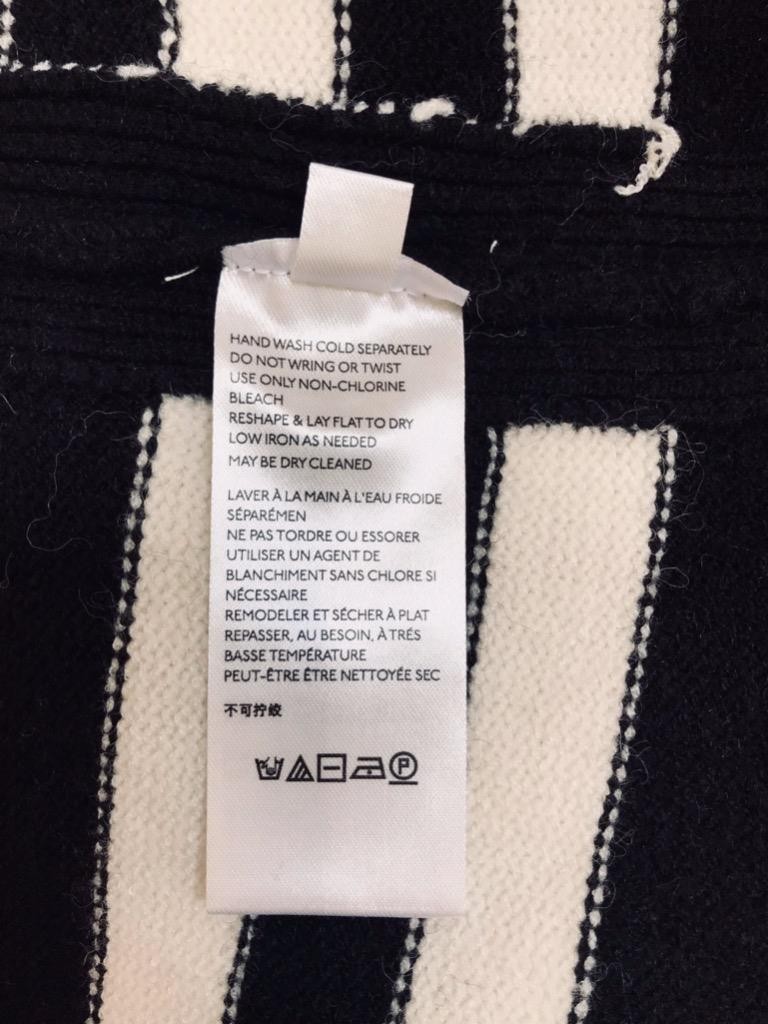 HAND WASH COLD SEPARATELY
DO NOT WRING OR TWIST
USE ONLY NON-CHLORINE
BLEACH
RESHAPE & LAY FLAT TO DRY
LOW IRON AS NEEDED
MAY BE DRY CLEANED
LAVER À LA MAIN À L'EAU FROIDE
SÉPARÉMEN
NE PAS TORDRE OU ESSORER
UTILISER UN AGENT DE
BLANCHIMENT SANS CHLORE SI
NÉCESSAIRE
REMODELER ET SÉCHER À PLAT
REPASSER, AU BESOIN, À TRÉS
BASSE TEMPÉRATURE
PEUT-ÊTRE ÊTRE NETTOYÉE SEC
不可拧绞
P